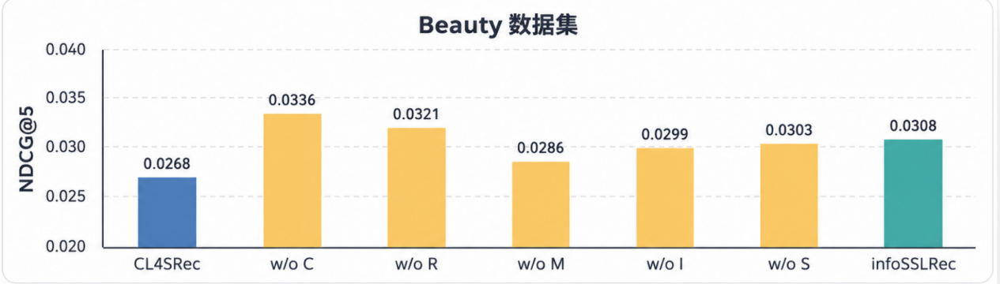 Beauty 数据集
NDCG@5
0.040
0.035
0.030
0.025
0.020
0.0268
0.0336
0.0321
0.0286
0.0299
0.0303
0.0308
CL4SRec
w/o C
w/o R
w/o M
w/o I
w/o S
infoSSLRec